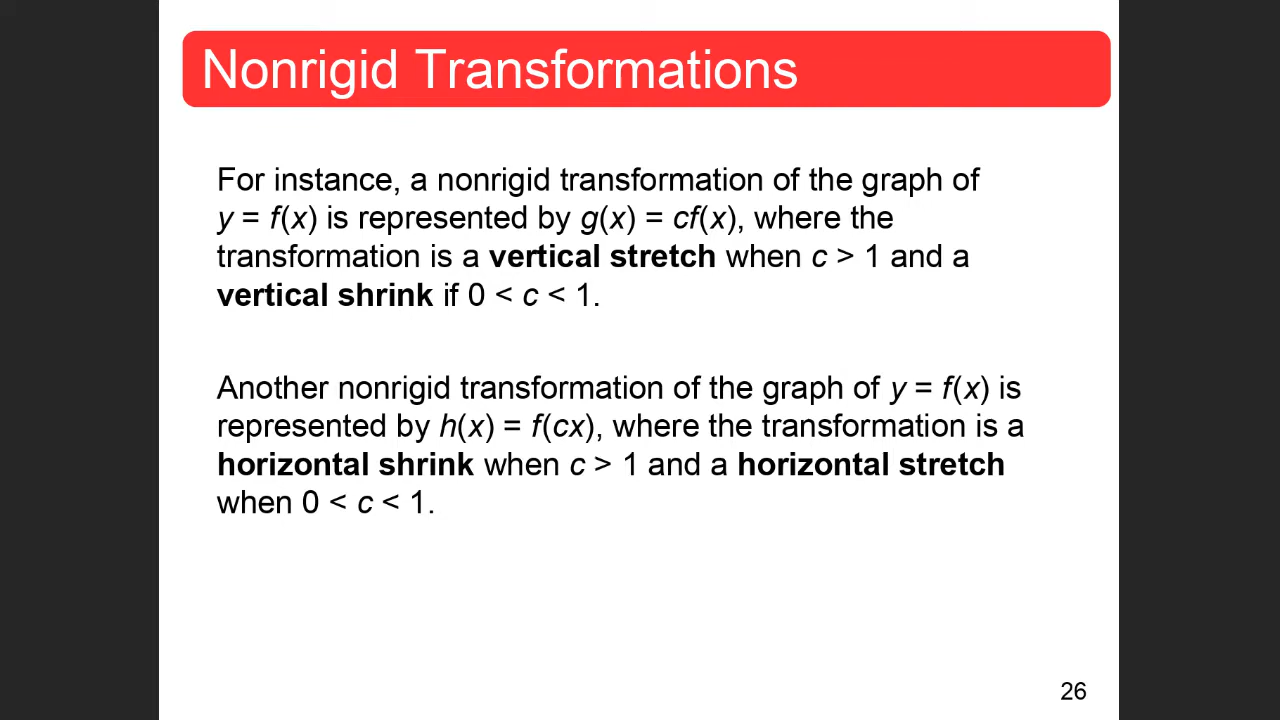 Nonrigid Transformations
For instance, a nonrigid transformation of the graph of
y = f(x) is represented by g(x) = cf(x), where the
transformation is a vertical stretch when c > 1 and a
vertical shrink if 0 < c < 1.
Another nonrigid transformation of the graph of y = f(x) is
represented by h(x) = f(cx), where the transformation is a
horizontal shrink when c > 1 and a horizontal stretch
when 0 < c < 1.
26